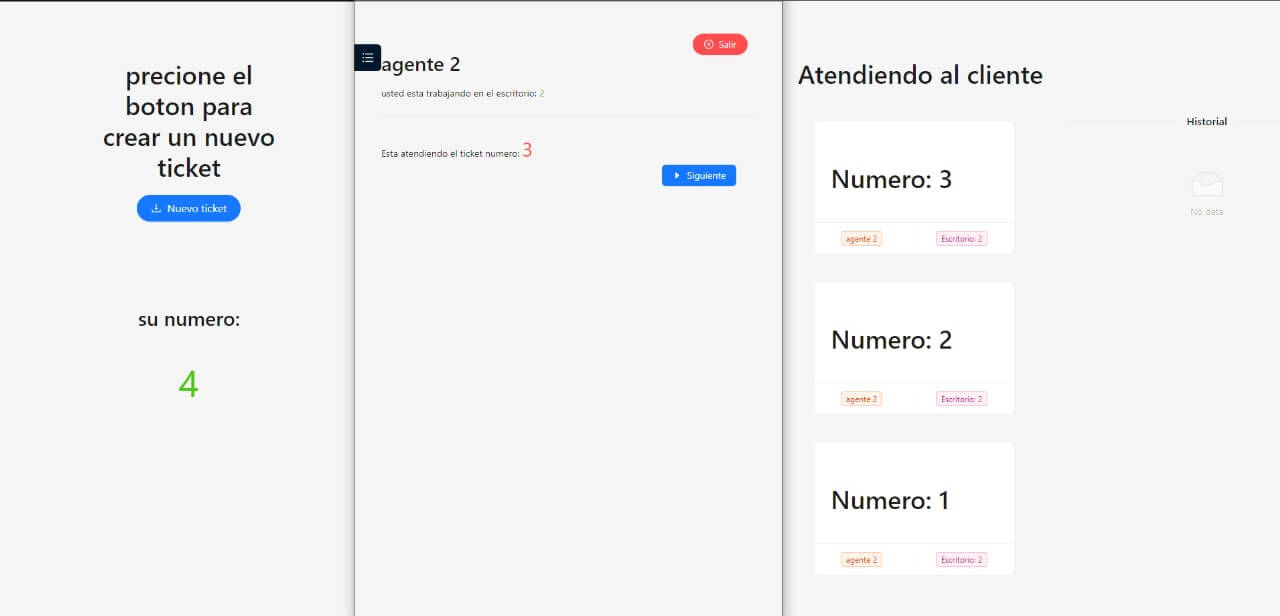 precione el
boton para
crear un nuevo
ticket
Nuevo ticket
su numero:
4
Salir
agente 2
usted esta trabajando en el escritorio: 2
Esta atendiendo el ticket numero: 3
Siguiente
Atendiendo al cliente
Numero: 3
agente 2
Escritorio: 2
Numero: 2
agente 2
Escritorio: 2
Numero: 1
agente 2
Escritorio: 2
Historial
No data